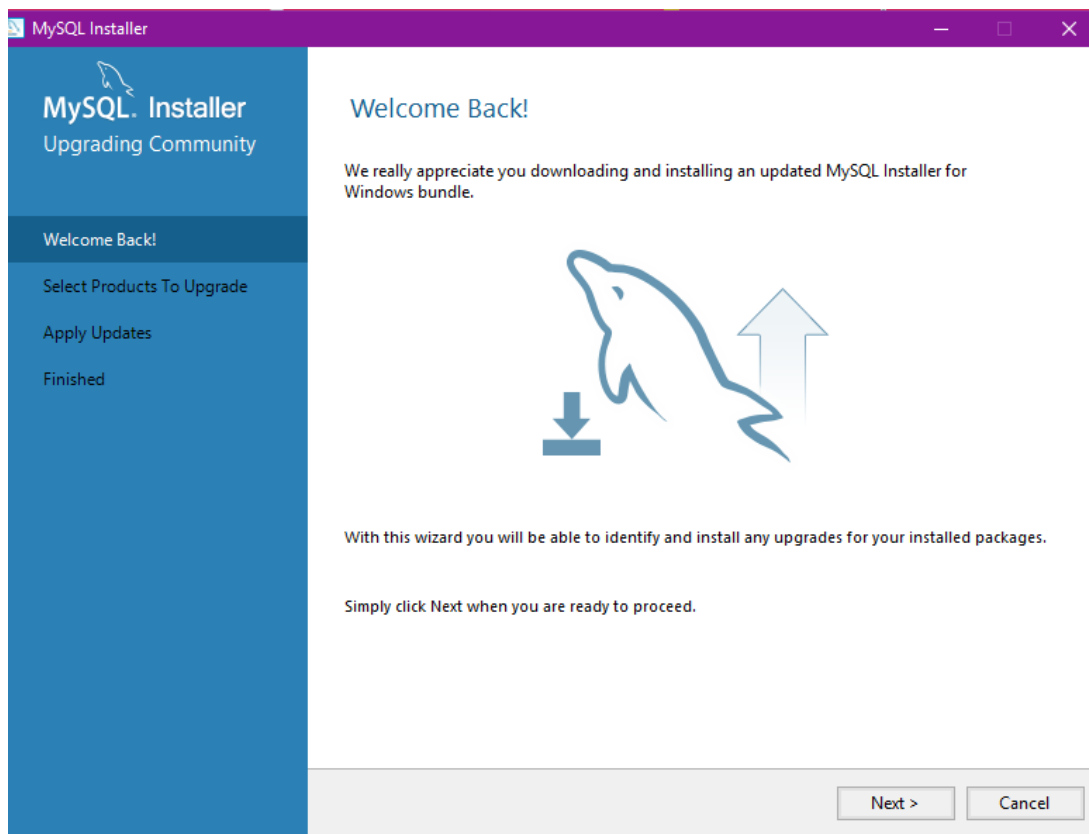 MySQL Installer
MySQL. Installer
Upgrading Community
Welcome Back!
Select Products To Upgrade
Apply Updates
Finished
Welcome Back!
We really appreciate you downloading and installing an updated MySQL Installer for
Windows bundle.
With this wizard you will be able to identify and install any upgrades for your installed packages.
Simply click Next when you are ready to proceed.
Next >
Cancel